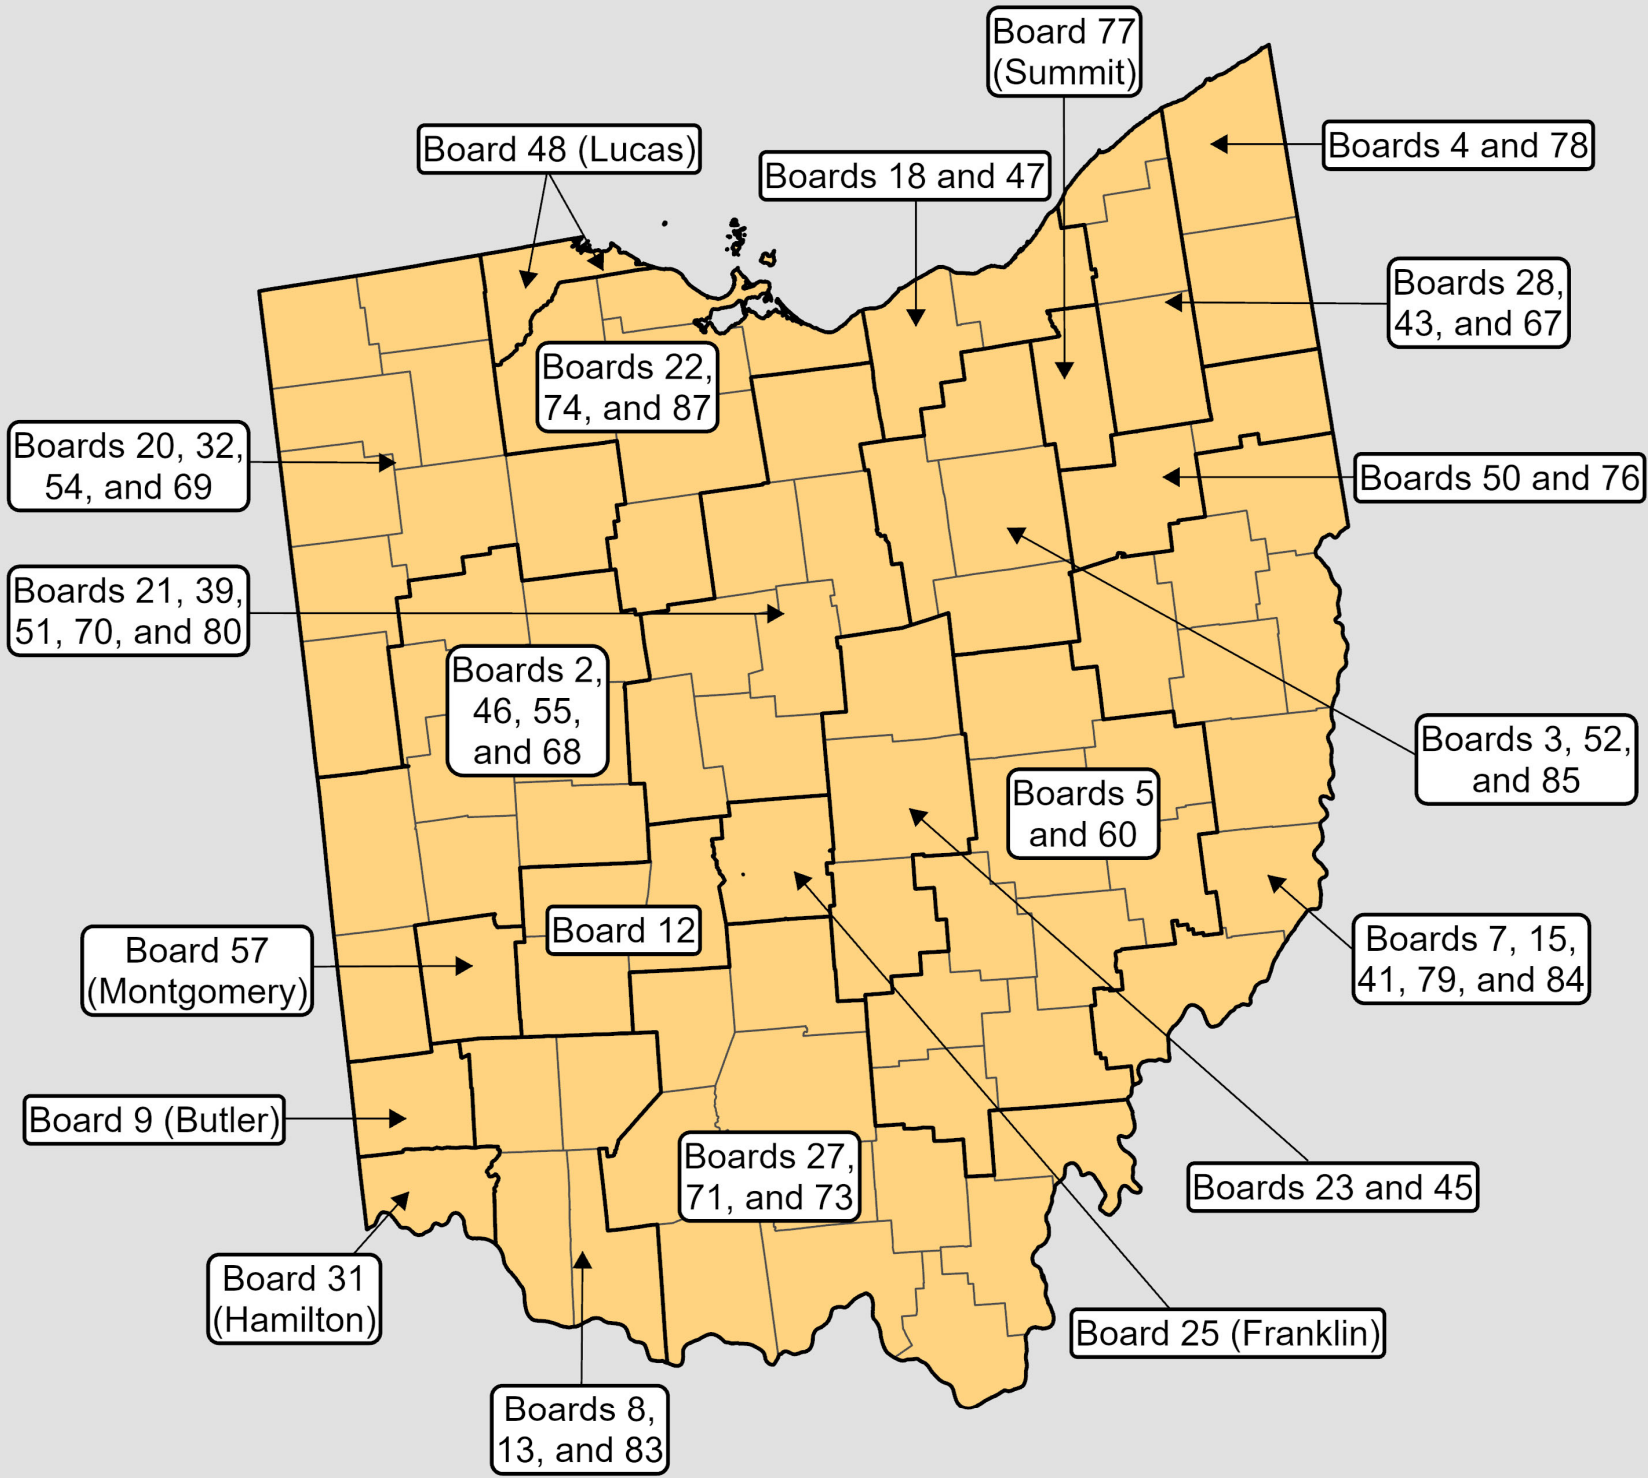 Board 77
(Summit)
Board 48 (Lucas)
Boards 18 and 47
Boards 4 and 78
Boards 28,
43, and 67
Boards 22,
74, and 87
Boards 20, 32,
54, and 69
Boards 50 and 76
Boards 21, 39,
51, 70, and 80
Boards 2,
46, 55,
and 68
Boards 3, 52,
and 85
Boards 5
and 60
Board 12
Board 57
(Montgomery)
Boards 7, 15,
41, 79, and 84
Board 9 (Butler)
Boards 27,
71, and 73
Boards 23 and 45
Board 31
(Hamilton)
Board 25 (Franklin)
Boards 8,
13, and 83